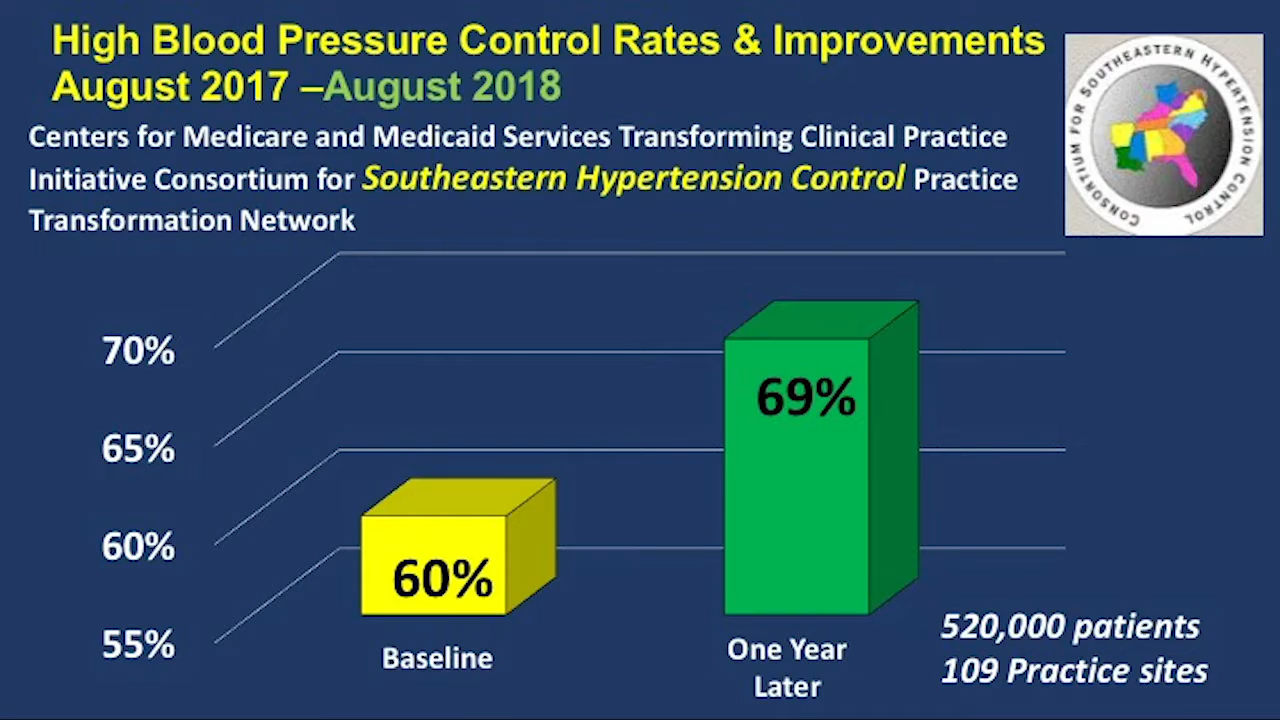 High Blood Pressure Control Rates & Improvements
August 2017 –August 2018
Centers for Medicare and Medicaid Services Transforming Clinical Practice
Initiative Consortium for Southeastern Hypertension Control Practice
Transformation Network
CONSORTIUM FOR SOUTHEASTERN HYPERTENSION CONTROL
CONSORTIUM CONTROL
70%
65%
60%
55%
60%
69%
Baseline
One Year
Later
520,000 patients
109 Practice sites